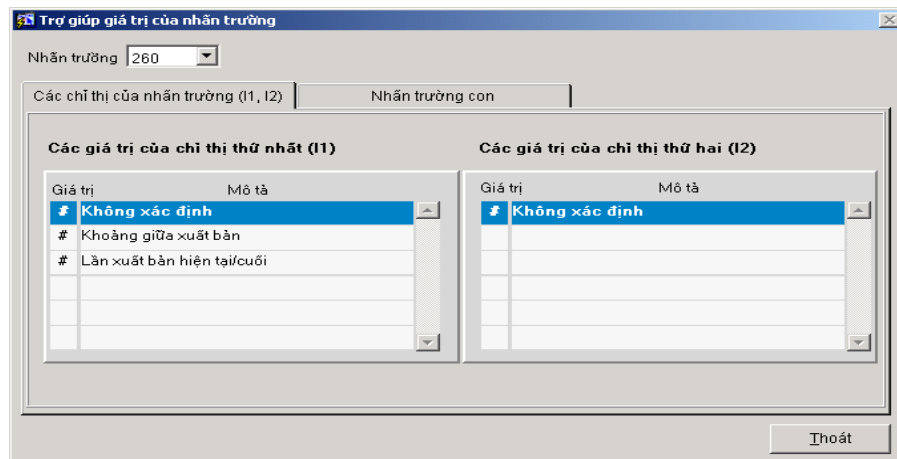 Trợ giúp giá trị của nhãn trường
Nhãn trường 260
Các chỉ thị của nhãn trường (I1, I2)
Nhãn trường con
Các giá trị của chỉ thị thứ nhất (I1)
Các giá trị của chỉ thị thứ hai (I2)
Giá trị Mô tả
# Không xác định
# Khoảng giữa xuất bản
# Lần xuất bản hiện tại/cuối
Giá trị Mô tả
# Không xác định
Thoát